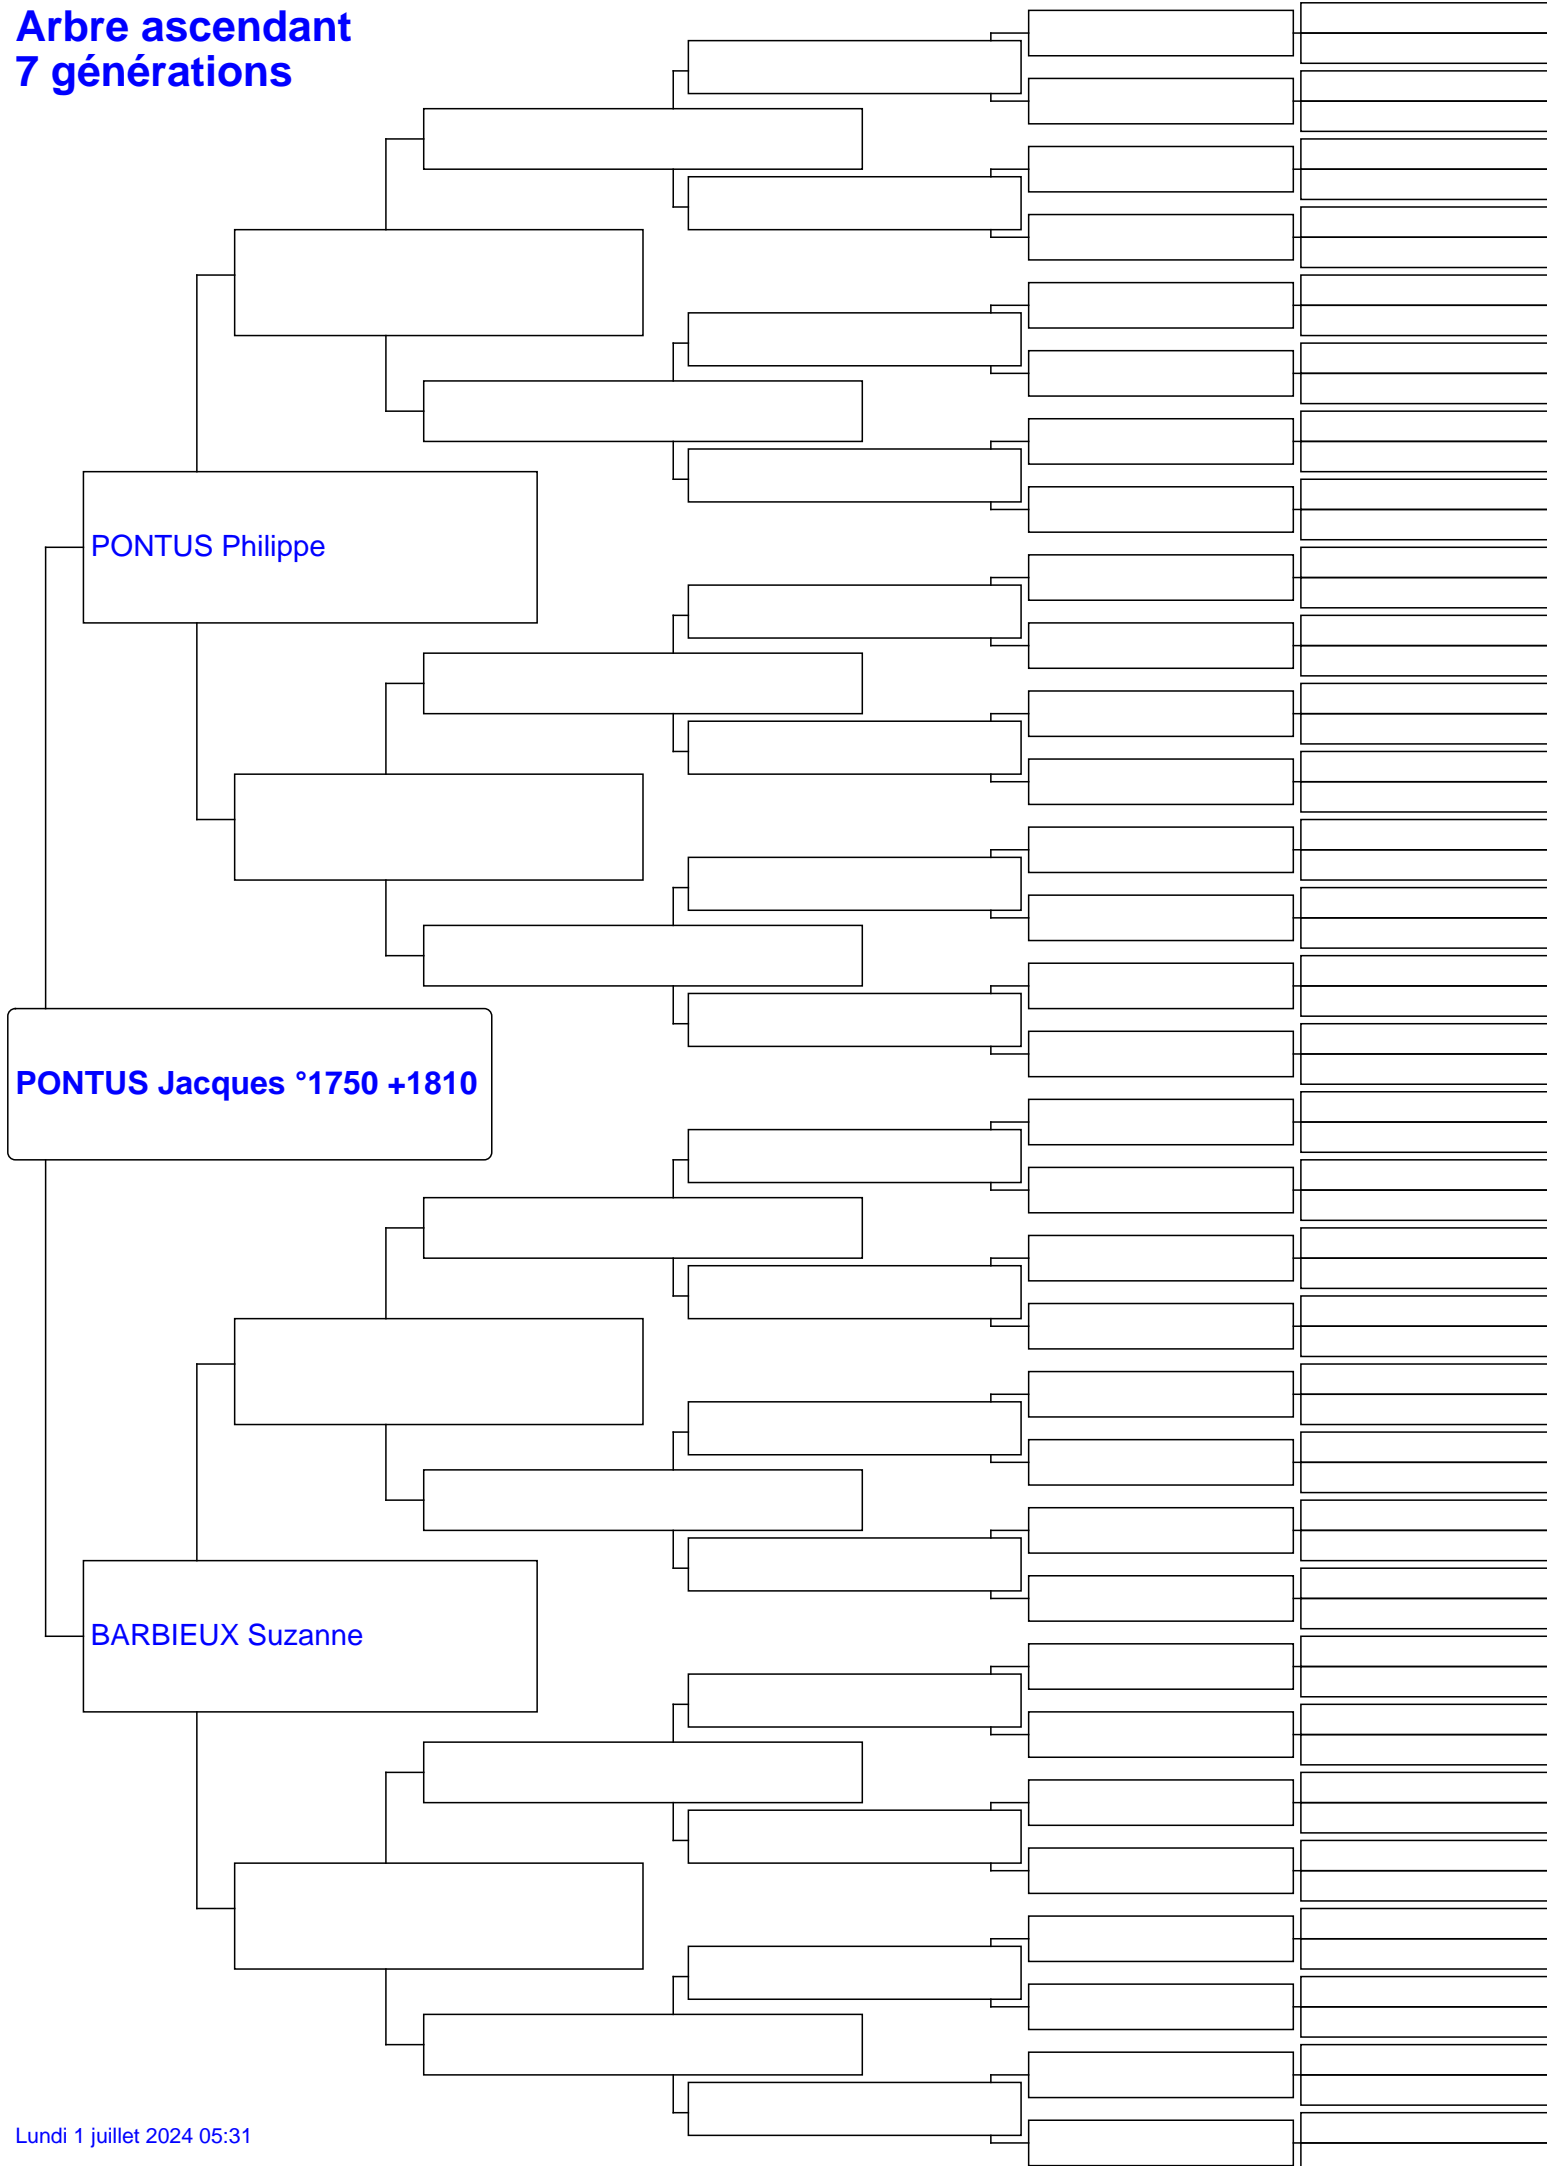 Arbre ascendant
7 générations
PONTUS Philippe
PONTUS Jacques °1750 +1810
BARBIEUX Suzanne
Lundi 1 juillet 2024 05:31